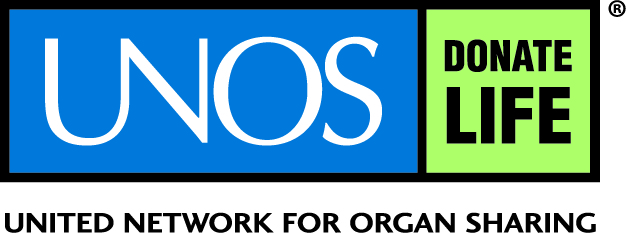 UNOS
DONATE
LIFE
®
UNITED NETWORK FOR ORGAN SHARING